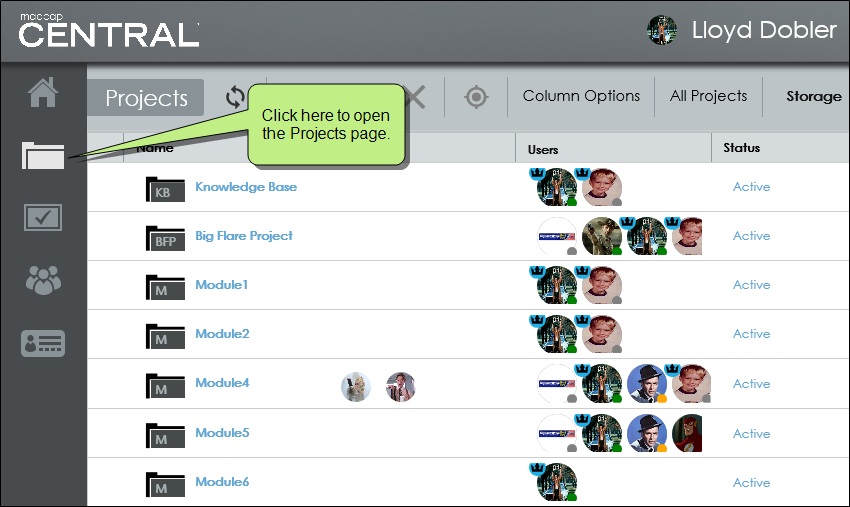 madcap
CENTRAL
Lloyd Dobler
Projects
Column Options
All Projects
Storage
Click here to open
the Projects page.
Name
Users
Status
KB
Knowledge Base
Active
BFP
Big Flare Project
Active
M
Module1
Active
M
Module2
Active
M
Module4
Active
M
Module5
Active
M
Module6
Active